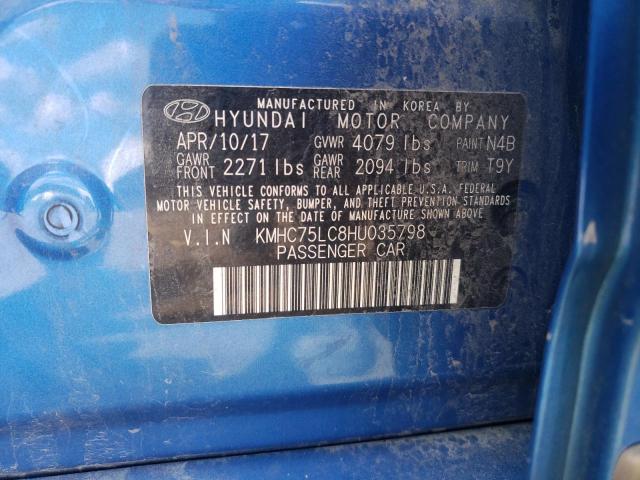 MANUFACTURED IN KOREA BY
HYUNDAI MOTOR COMPANY
APR/10/17 GVWR 4079 lbs PAINT N4B
GAWR FRONT 2271 lbs GAWR REAR 2094 lbs TRIM T9Y
THIS VEHICLE CONFORMS TO ALL APPLICABLE U.S.A. FEDERAL
MOTOR VEHICLE SAFETY, BUMPER, AND THEFT PREVENTION STANDARDS
IN EFFECT ON THE DATE OF MANUFACTURE SHOWN ABOVE.
V.I.N KMHC75LC8HU035798
PASSENGER CAR